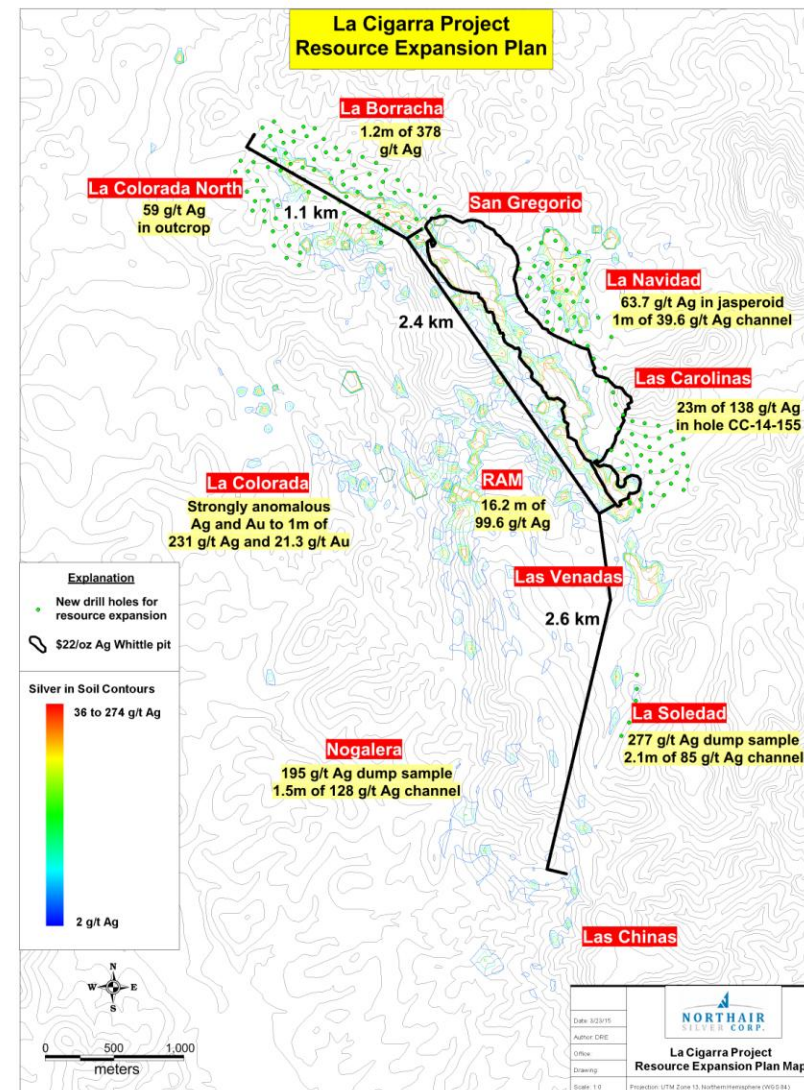 La Cigarra Project
Resource Expansion Plan
La Borracha
1.2m of 378
g/t Ag
La Colorada North
59 g/t Ag
in outcrop
1.1 km
San Gregorio
La Navidad
63.7 g/t Ag in jasperoid
1m of 39.6 g/t Ag channel
2.4 km
Las Carolinas
23m of 138 g/t Ag
in hole CC-14-155
La Colorada
Strongly anomalous
Ag and Au to 1m of
231 g/t Ag and 21.3 g/t Au
RAM
16.2 m of
99.6 g/t Ag
Las Venadas
2.6 km
Explanation
New drill holes for
resource expansion
$22/oz Ag Whittle pit
Silver in Soil Contours
36 to 274 g/t Ag
2 g/t Ag
La Soledad
277 g/t Ag dump sample
2.1m of 85 g/t Ag channel
Nogalera
195 g/t Ag dump sample
1.5m of 128 g/t Ag channel
Las Chinas
N
W E
S
0 500 1,000
meters
NORTHAIR
SILVER CORP.
La Cigarra Project
Resource Expansion Plan Map
Date: 3/23/15
Author: DRE
Office:
Drawing:
Scale: 1:0
Projection: UTM Zone 13, Northern Hemisphere (WGS 84)